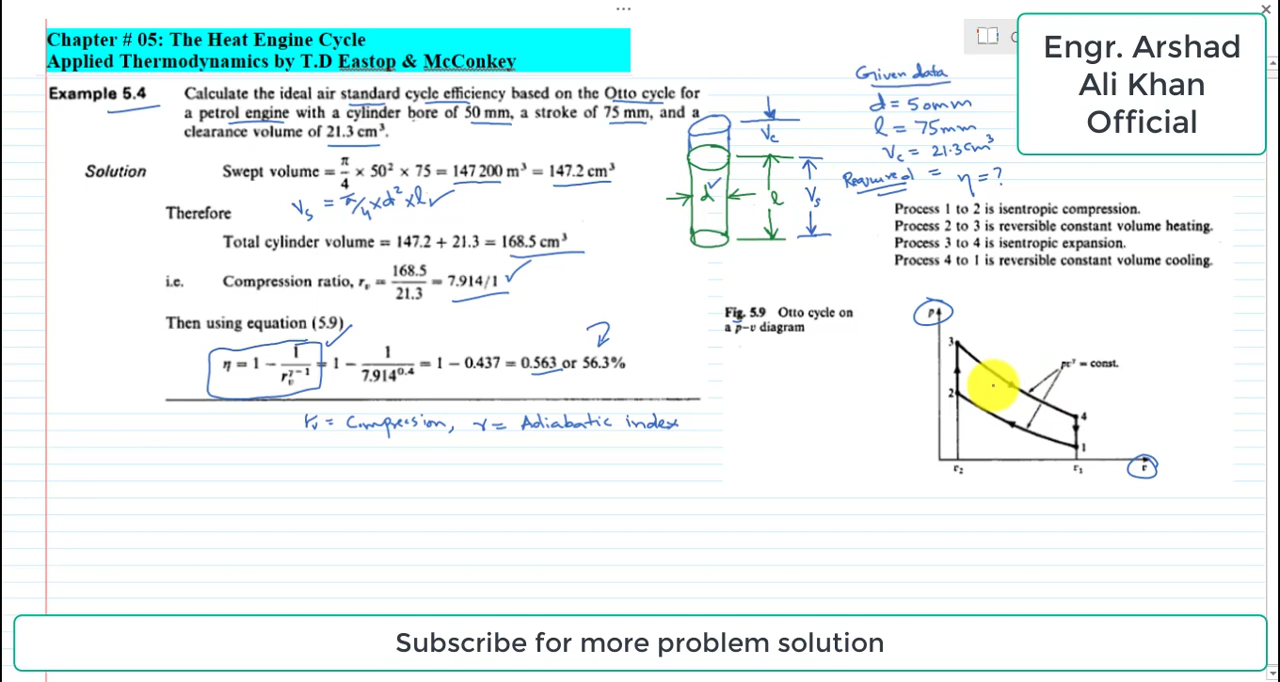 Chapter # 05: The Heat Engine Cycle
Applied Thermodynamics by T.D Eastop & McConkey
Engr. Arshad
Ali Khan
Official
Example 5.4 Calculate the ideal air standard cycle efficiency based on the Otto cycle for
a petrol engine with a cylinder bore of 50 mm, a stroke of 75 mm, and a
clearance volume of 21.3 cm³.
Solution Swept volume = π/4 × 50² × 75 = 147 200 m³ = 147.2 cm³
Vs = π/4 × d² × l
Therefore
Total cylinder volume = 147.2 + 21.3 = 168.5 cm³
i.e. Compression ratio, rv = 168.5/21.3 = 7.914/1
Then using equation (5.9)
η = 1 − 1/rv^γ−1 = 1 − 1/7.914^0.4 = 1 − 0.437 = 0.563 or 56.3%
rv = Compression, γ = Adiabatic index
Vc
d
l
Vs
Given data
d = 50mm
l = 75mm
Vc = 21.3cm³
Required = η = ?
Process 1 to 2 is isentropic compression.
Process 2 to 3 is reversible constant volume heating.
Process 3 to 4 is isentropic expansion.
Process 4 to 1 is reversible constant volume cooling.
Fig. 5.9 Otto cycle on
a p–v diagram
p
3
pvᵞ = const.
2
4
1
v₂
v₁
v
Subscribe for more problem solution